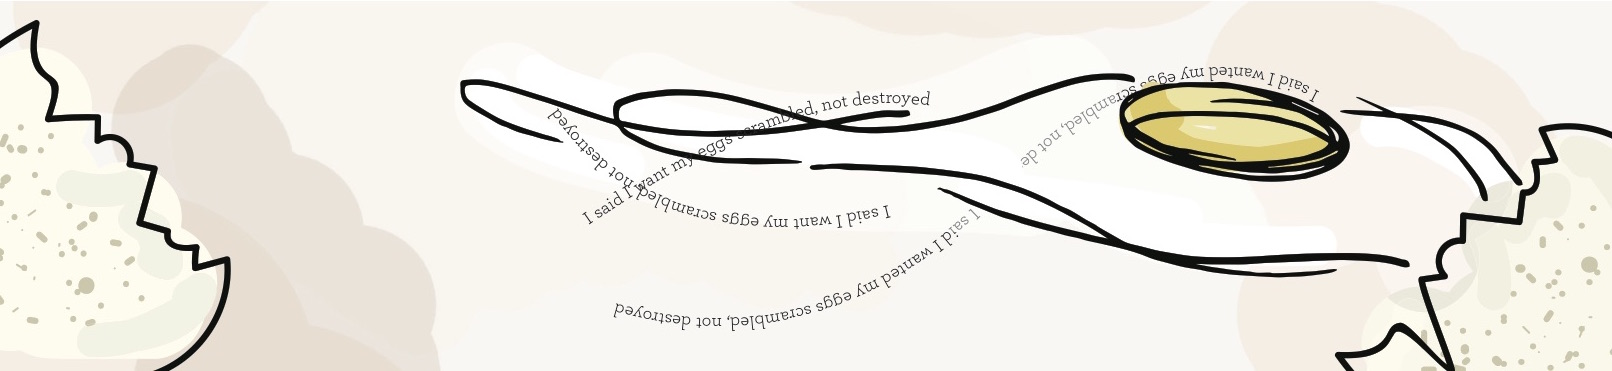 I said I wanted my eggs scrambled, not de
I said I want my eggs scrambled, not destroyed
I said I want my eggs scrambled, not destroyed
I said I wanted my eggs scrambled, not destroyed